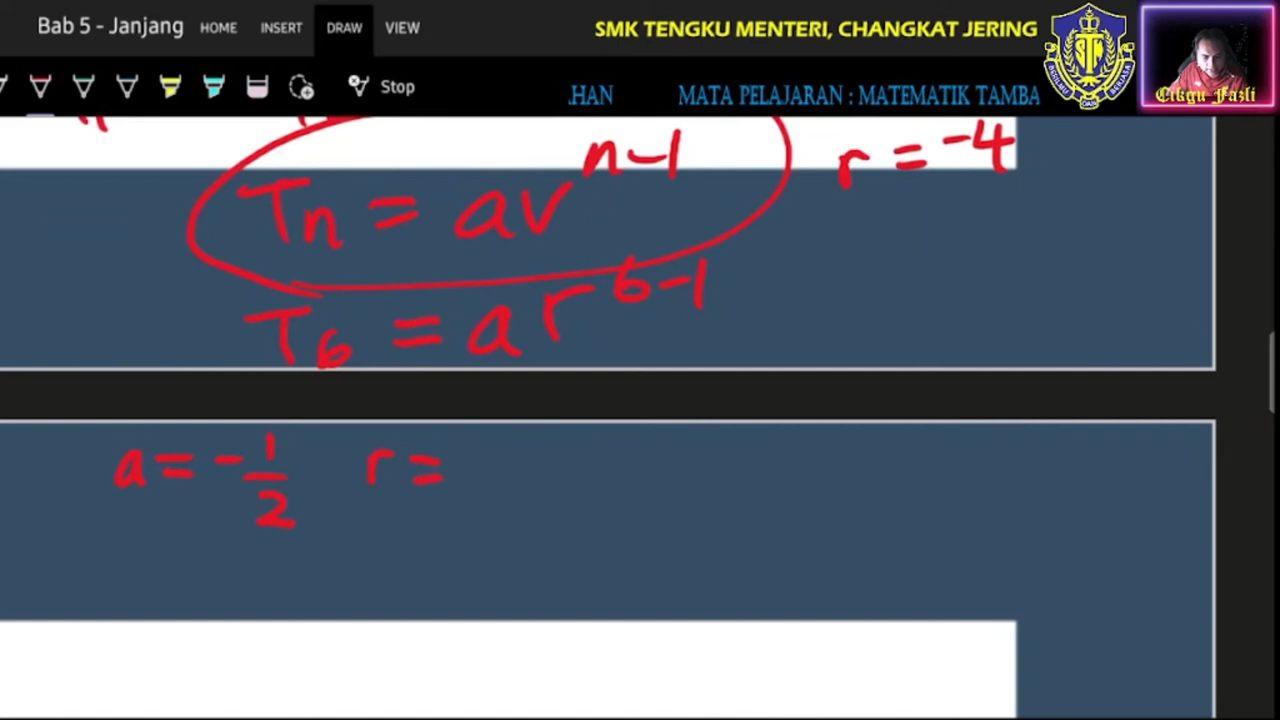 Bab 5 - Janjang HOME INSERT DRAW VIEW
SMK TENGKU MENTERI, CHANGKAT JERING
Stop
.HAN MATA PELAJARAN : MATEMATIK TAMBA
Cikgu Fazli
r = -4
Tn = ar^(n-1)
T6 = ar^(6-1)
a = -1/2 r =